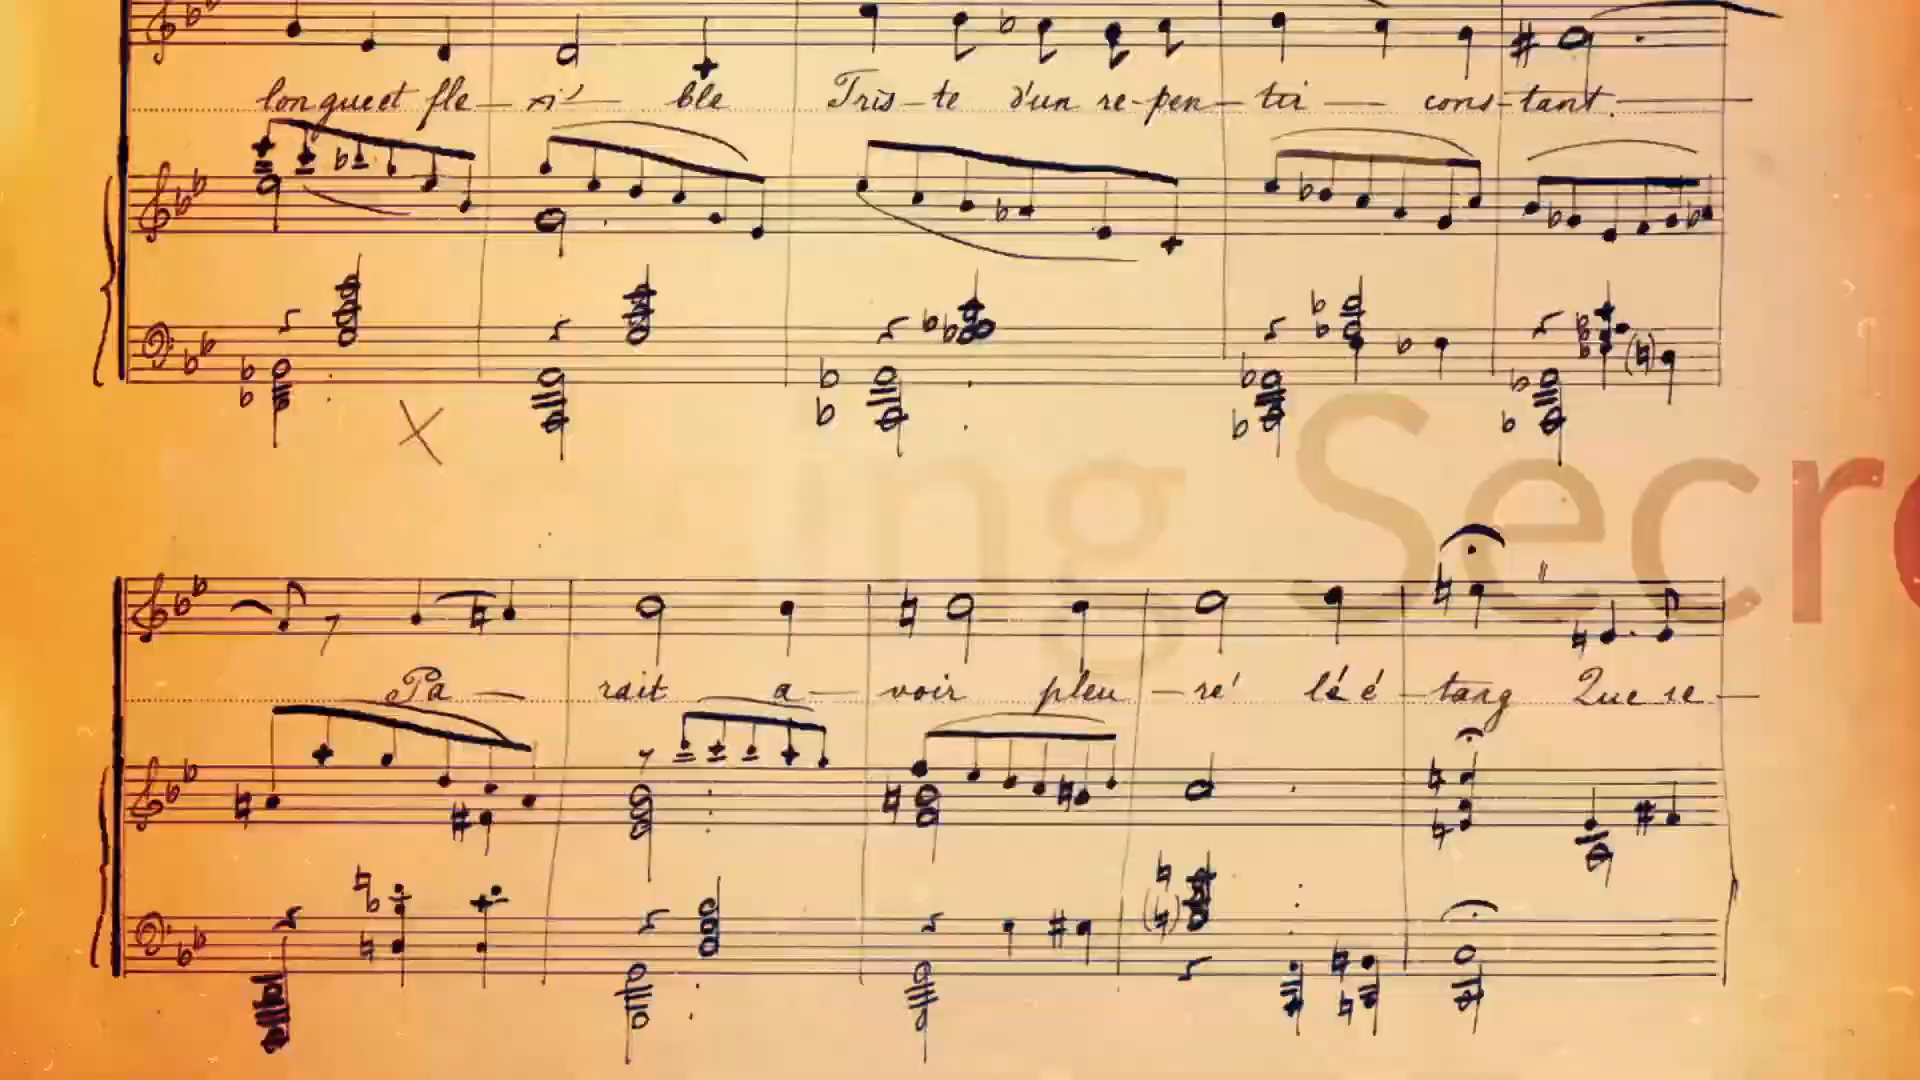 longue et fle - xi' - ble Tris - te d'un re - pen - tir - cons - tant.
ing Secr
Pa - rait a - voir pleu - ré l'é é - tang Que se -